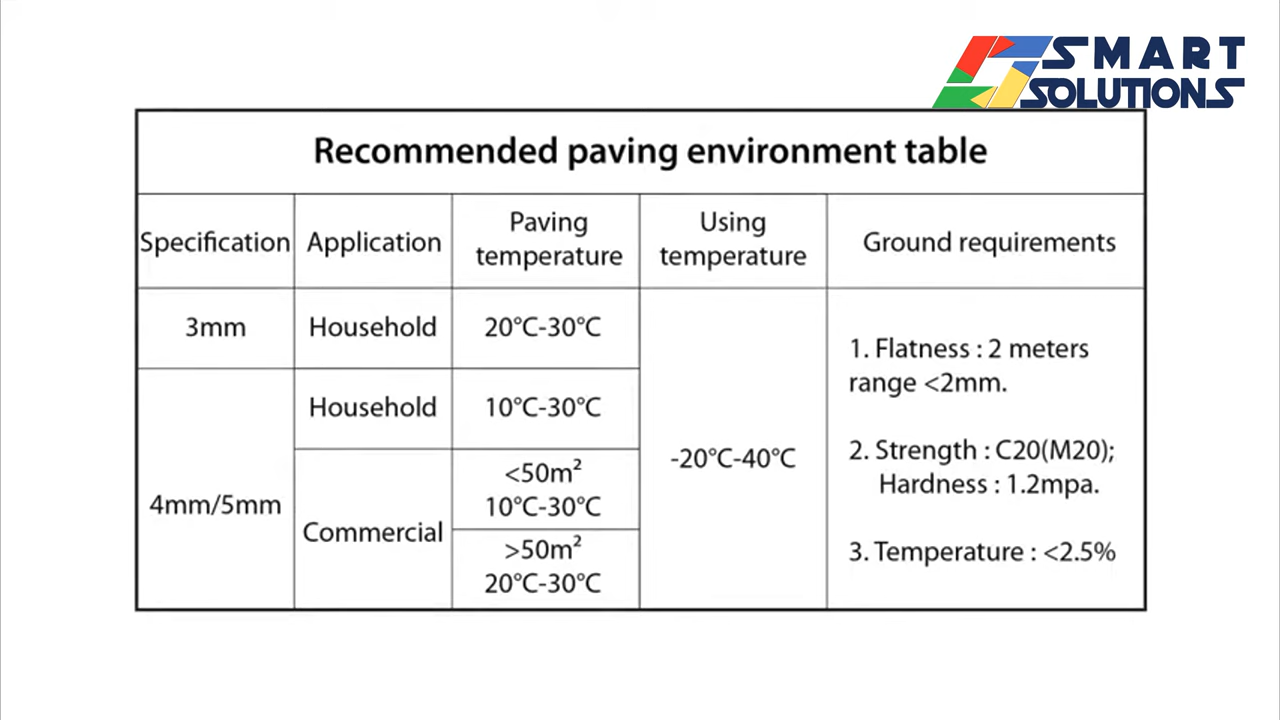 SMART
SOLUTIONS
Recommended paving environment table
Specification
Application
Paving
temperature
Using
temperature
Ground requirements
3mm
Household
20°C-30°C
-20°C-40°C
1. Flatness : 2 meters
range <2mm.
2. Strength : C20(M20);
Hardness : 1.2mpa.
3. Temperature : <2.5%
4mm/5mm
Household
10°C-30°C
Commercial
<50m²
10°C-30°C
>50m²
20°C-30°C